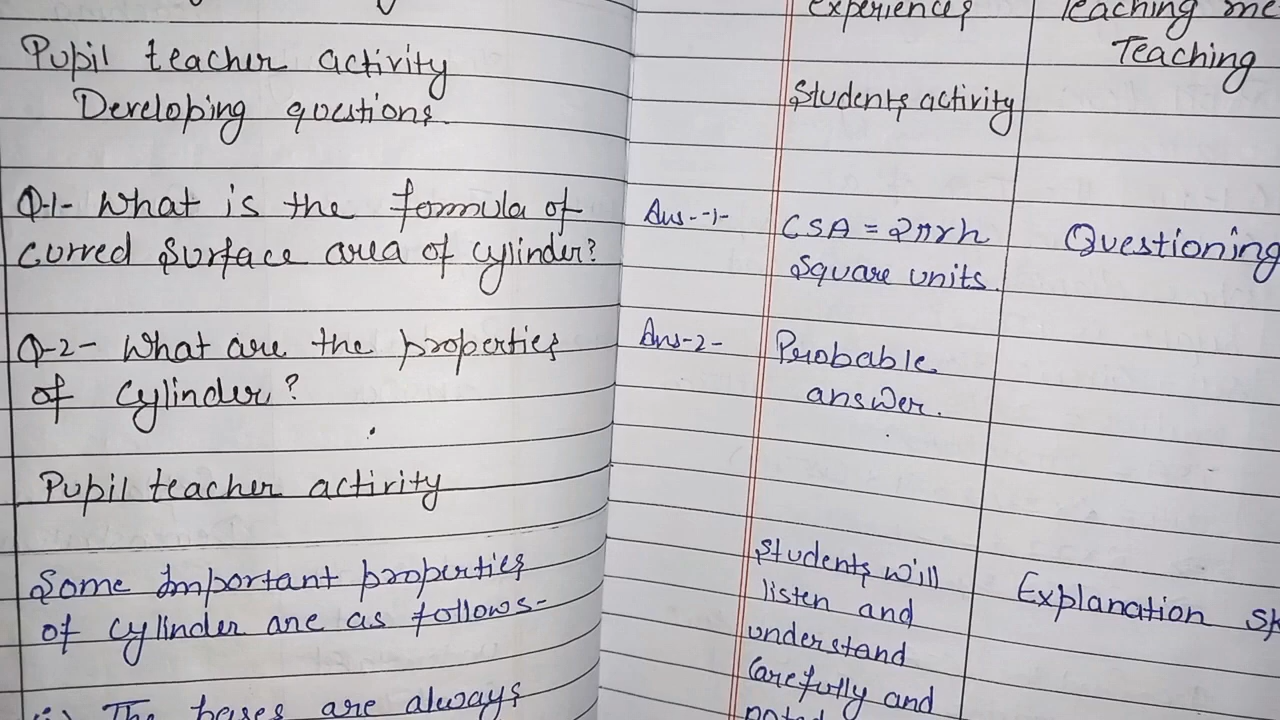 Pupil teacher activity
Developing questions.
Q.1- What is the formula of
curved surface area of cylinder?
Q-2- What are the properties
of cylinder?
Pupil teacher activity
Some Important properties
of cylinder are as follows-
The bases are always
experiences
Students activity
Ans-1-
CSA = 2πrh
Square units.
Ans-2-
Probable
answer.
Students will
listen and
understand
carefully and
noted
Teaching me
Teaching
Questioning
Explanation Sk